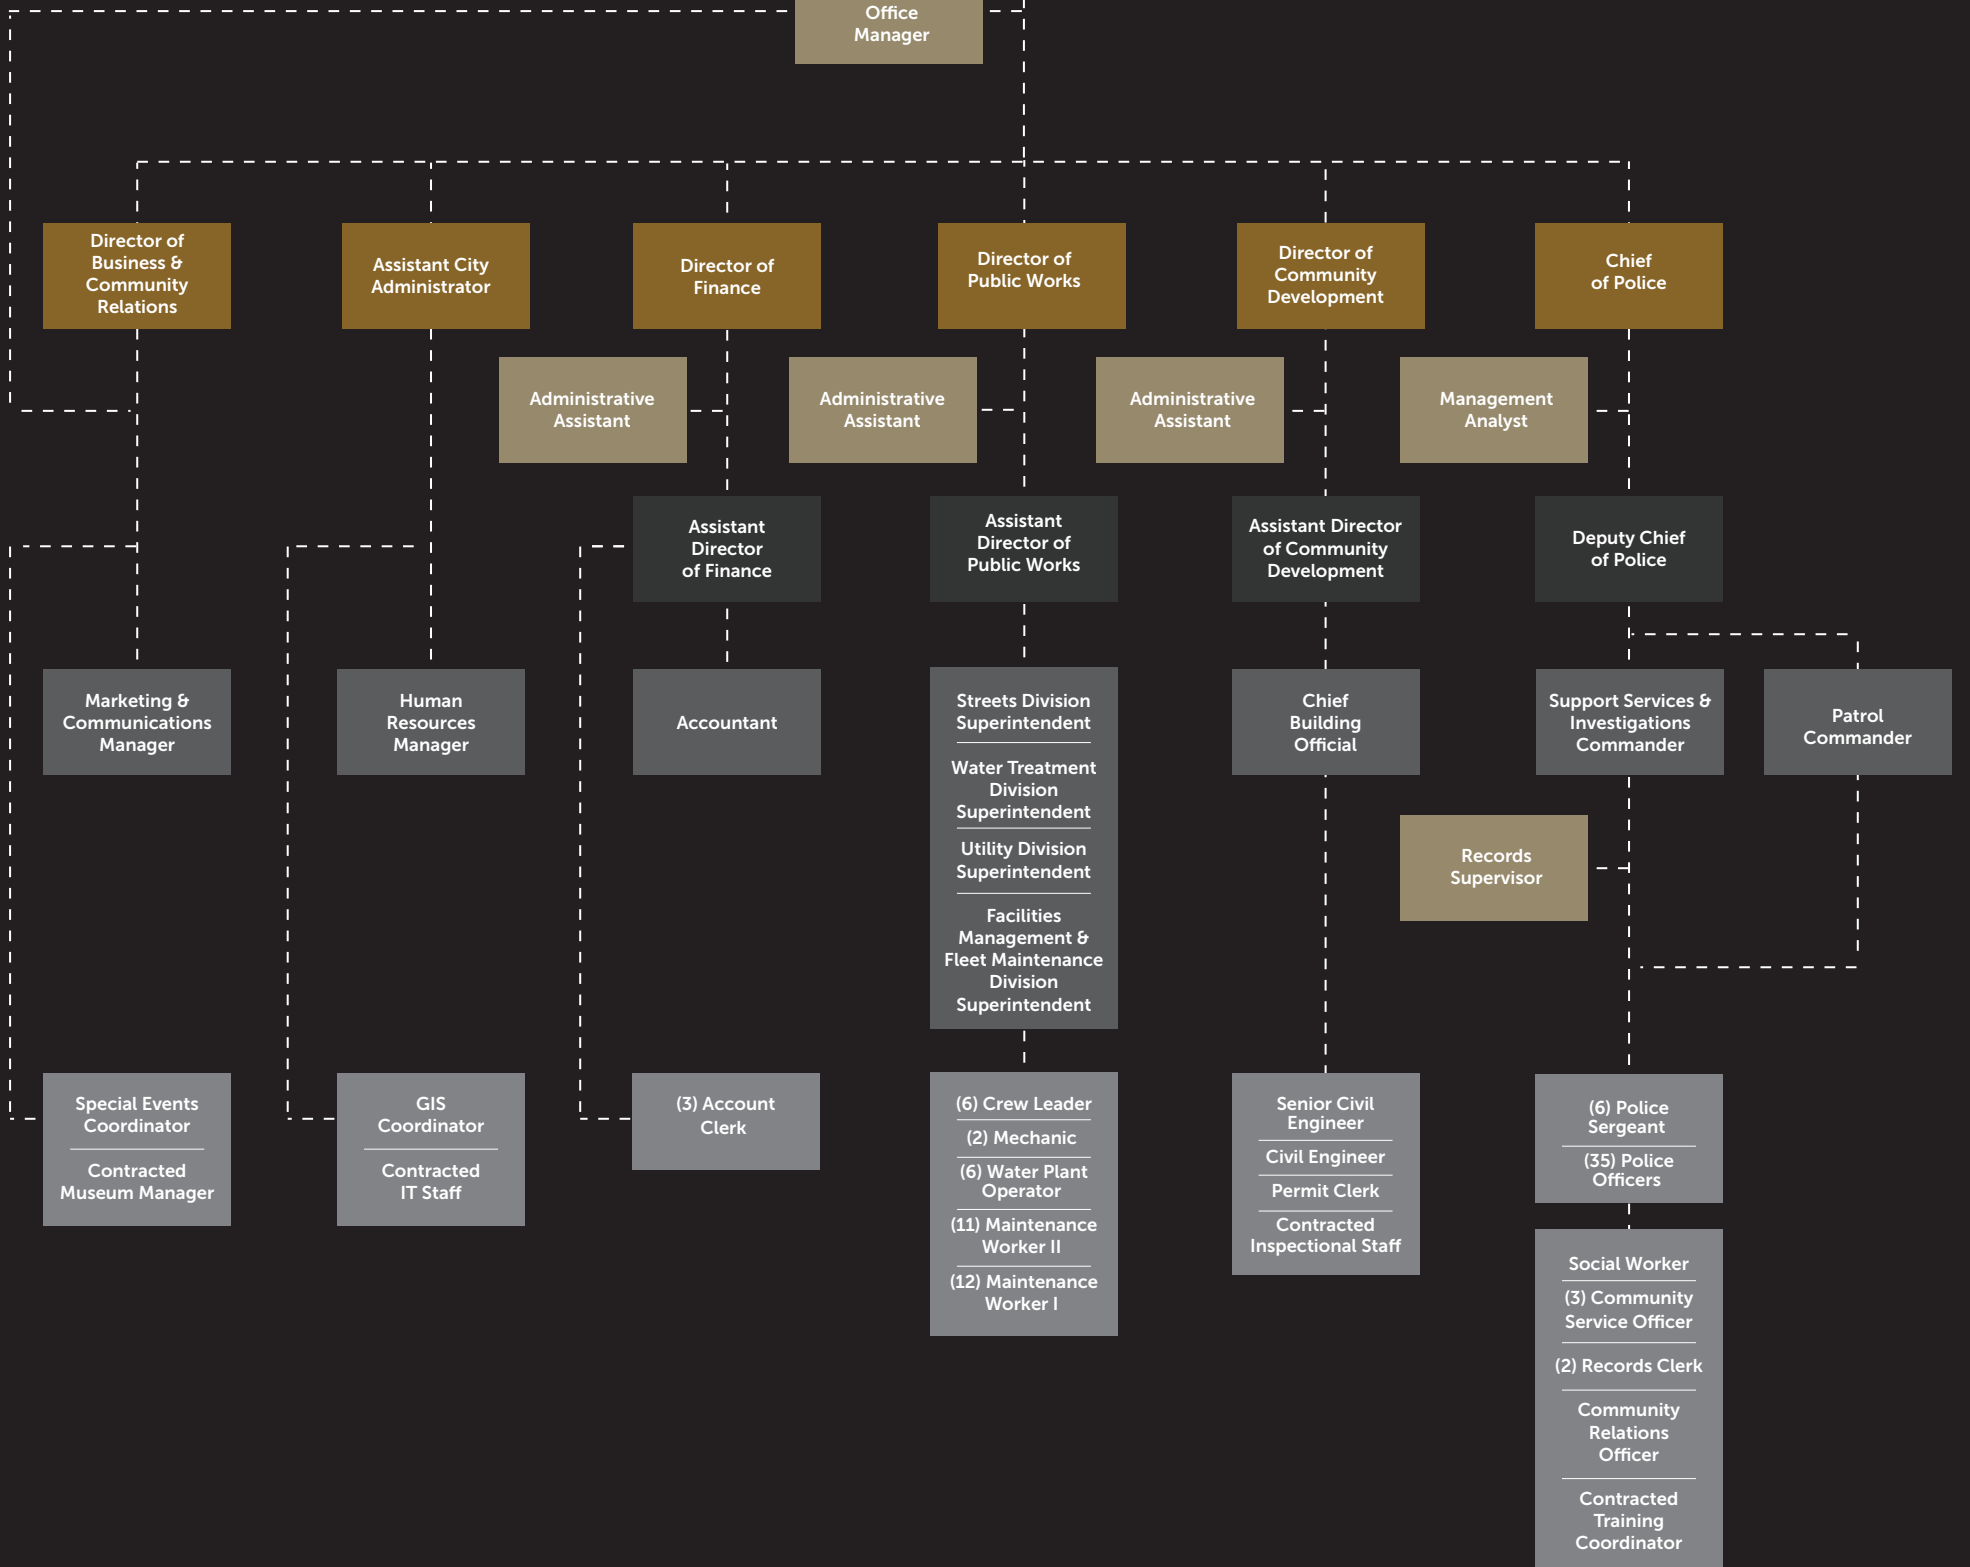 Office
Manager
Director of
Business &
Community
Relations
Assistant City
Administrator
Director of
Finance
Director of
Public Works
Director of
Community
Development
Chief
of Police
Administrative
Assistant
Administrative
Assistant
Administrative
Assistant
Management
Analyst
Assistant
Director
of Finance
Assistant
Director of
Public Works
Assistant Director
of Community
Development
Deputy Chief
of Police
Marketing &
Communications
Manager
Human
Resources
Manager
Accountant
Streets Division
Superintendent
Water Treatment
Division
Superintendent
Utility Division
Superintendent
Facilities
Management &
Fleet Maintenance
Division
Superintendent
Chief
Building
Official
Support Services &
Investigations
Commander
Patrol
Commander
Records
Supervisor
Special Events
Coordinator
Contracted
Museum Manager
GIS
Coordinator
Contracted
IT Staff
(3) Account
Clerk
(6) Crew Leader
(2) Mechanic
(6) Water Plant
Operator
(11) Maintenance
Worker II
(12) Maintenance
Worker I
Senior Civil
Engineer
Civil Engineer
Permit Clerk
Contracted
Inspectional Staff
(6) Police
Sergeant
(35) Police
Officers
Social Worker
(3) Community
Service Officer
(2) Records Clerk
Community
Relations
Officer
Contracted
Training
Coordinator